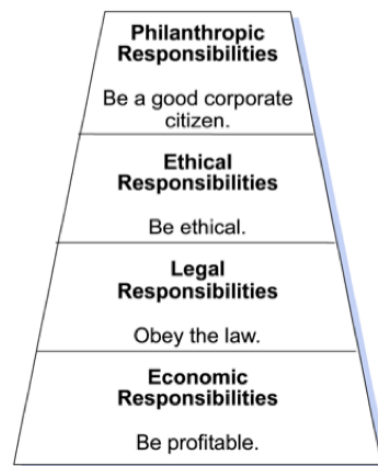 Philanthropic
Responsibilities
Be a good corporate
citizen.
Ethical
Responsibilities
Be ethical.
Legal
Responsibilities
Obey the law.
Economic
Responsibilities
Be profitable.